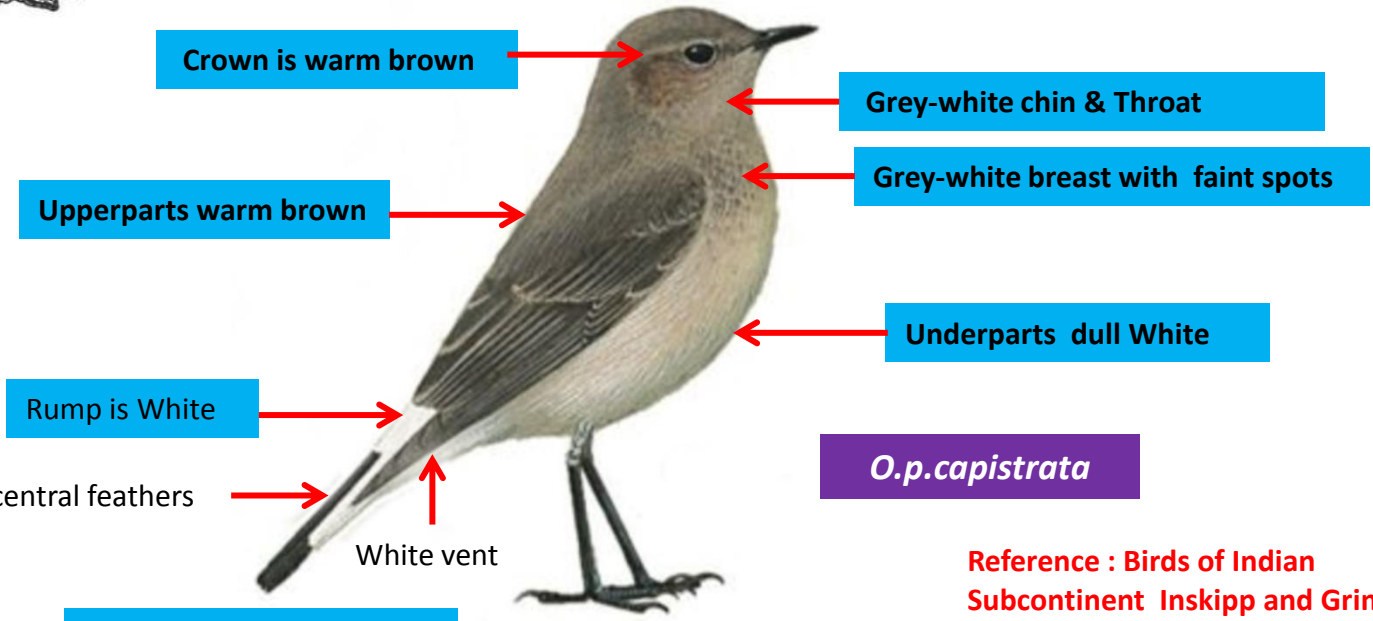 Crown is warm brown
Grey-white chin & Throat
Grey-white breast with faint spots
Upperparts warm brown
Underparts dull White
Rump is White
O.p.capistrata
central feathers
White vent
Reference : Birds of Indian
Subcontinent Inskipp and